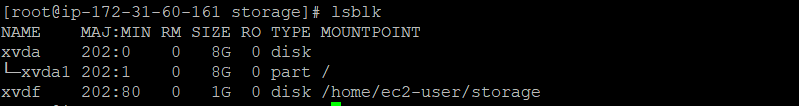 [root@ip-172-31-60-161 storage]# lsblk
NAME    MAJ:MIN RM SIZE RO TYPE MOUNTPOINT
xvda    202:0    0   8G  0 disk
└─xvda1 202:1    0   8G  0 part /
xvdf    202:80   0   1G  0 disk /home/ec2-user/storage